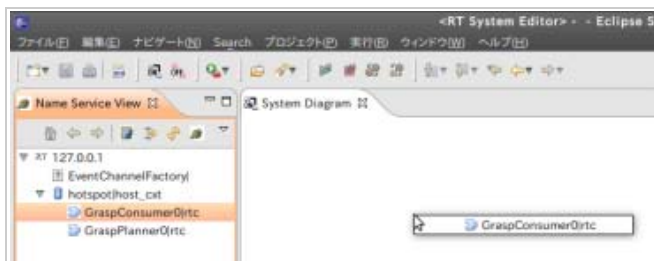 <RT System Editor> - - Eclipse S
ファイル(F) 編集(E) ナビゲート(N) Search プロジェクト(P) 実行(R) ウィンドウ(W) ヘルプ(H)
Name Service View
System Diagram
RT 127.0.0.1
EventChannelFactory|
hotspot|host_cxt
GraspConsumer0|rtc
GraspPlanner0|rtc
GraspConsumer0|rtc